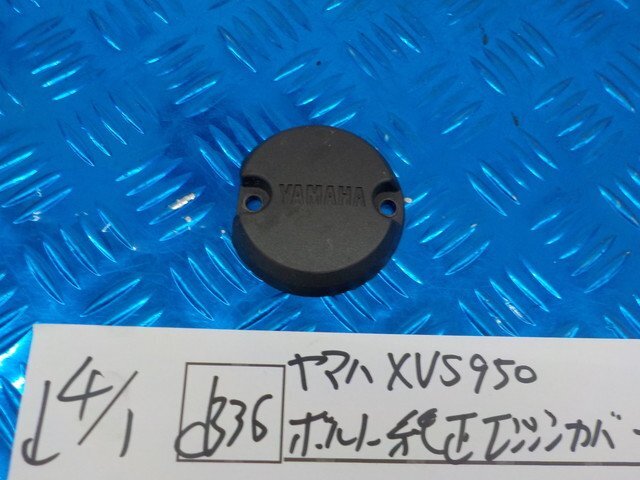 YAMAHA
d 4/1
d336
ヤマハ XVS950
ボルト純正エンジンカバー